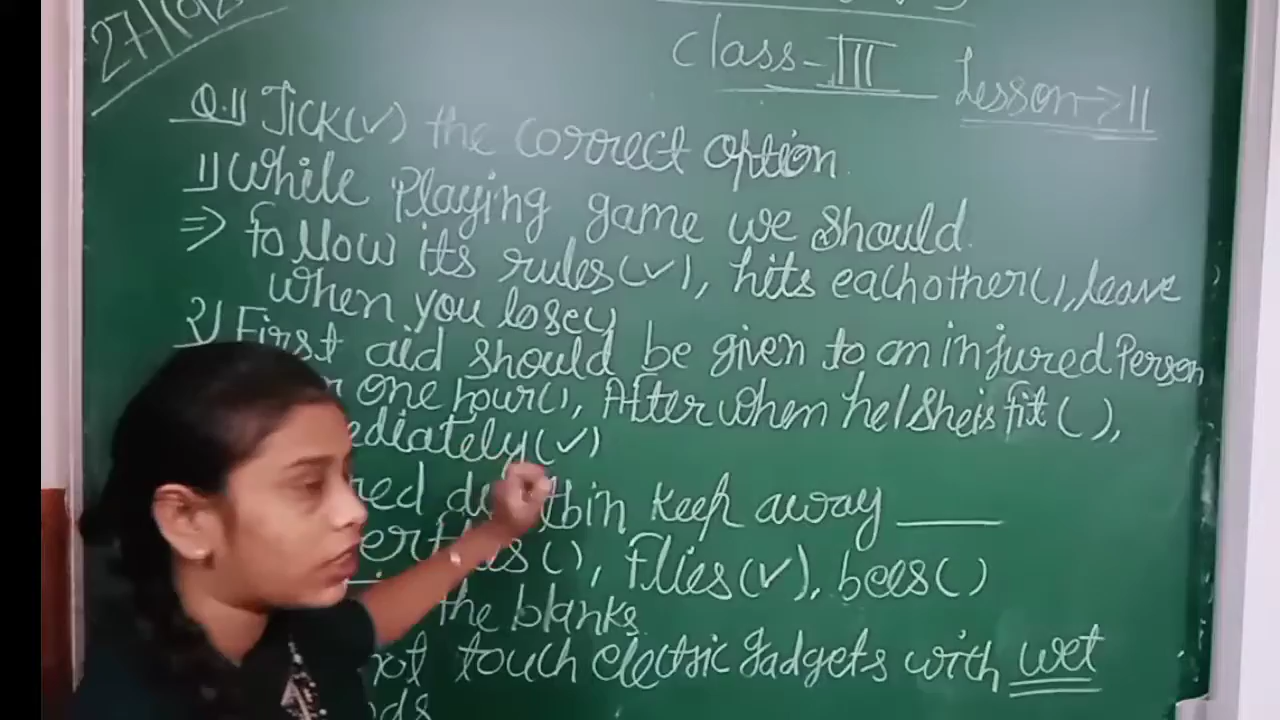 Class-III Lesson->11
Q.1) Tick(✓) the correct option.
1) While Playing game we should.
=> follow its rules(✓), hits eachother( ), leave
when you losey
2) First aid should be given to an injured Person
one hour( ), After when he/she is fit ( ),
ediately(✓)
bin keep away ____
( ), flies(✓), bees( )
the blanks.
not touch electric gadgets with wet